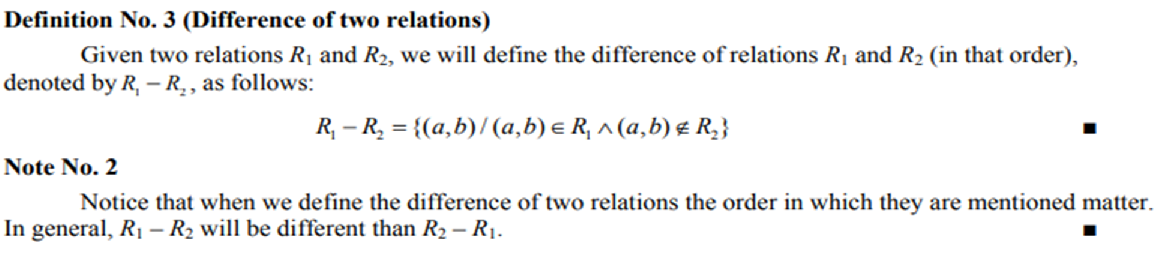 Definition No. 3 (Difference of two relations)
Given two relations R₁ and R₂, we will define the difference of relations R₁ and R₂ (in that order),
denoted by R₁ − R₂, as follows:
R₁ − R₂ = {(a,b) / (a,b) ∈ R₁ ∧ (a,b) ∉ R₂} ■
Note No. 2
Notice that when we define the difference of two relations the order in which they are mentioned matter.
In general, R₁ – R₂ will be different than R₂ – R₁. ■